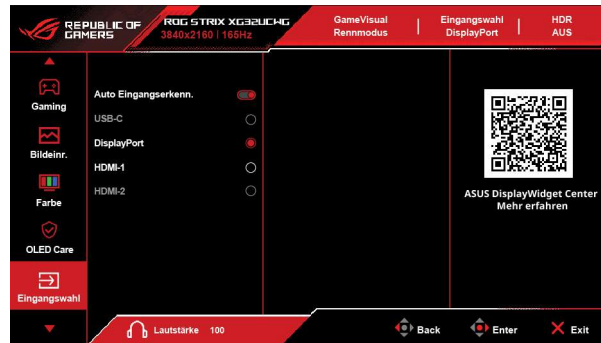 REPUBLIC OF
GAMERS
ROG STRIX XG32UCWG
3840x2160 | 165Hz
GameVisual
Rennmodus
Eingangswahl
DisplayPort
HDR
AUS
Gaming
Bildeinr.
Farbe
OLED Care
Eingangswahl
Auto Eingangserkenn.
USB-C
DisplayPort
HDMI-1
HDMI-2
ASUS DisplayWidget Center
Mehr erfahren
Lautstärke 100
Back
Enter
Exit